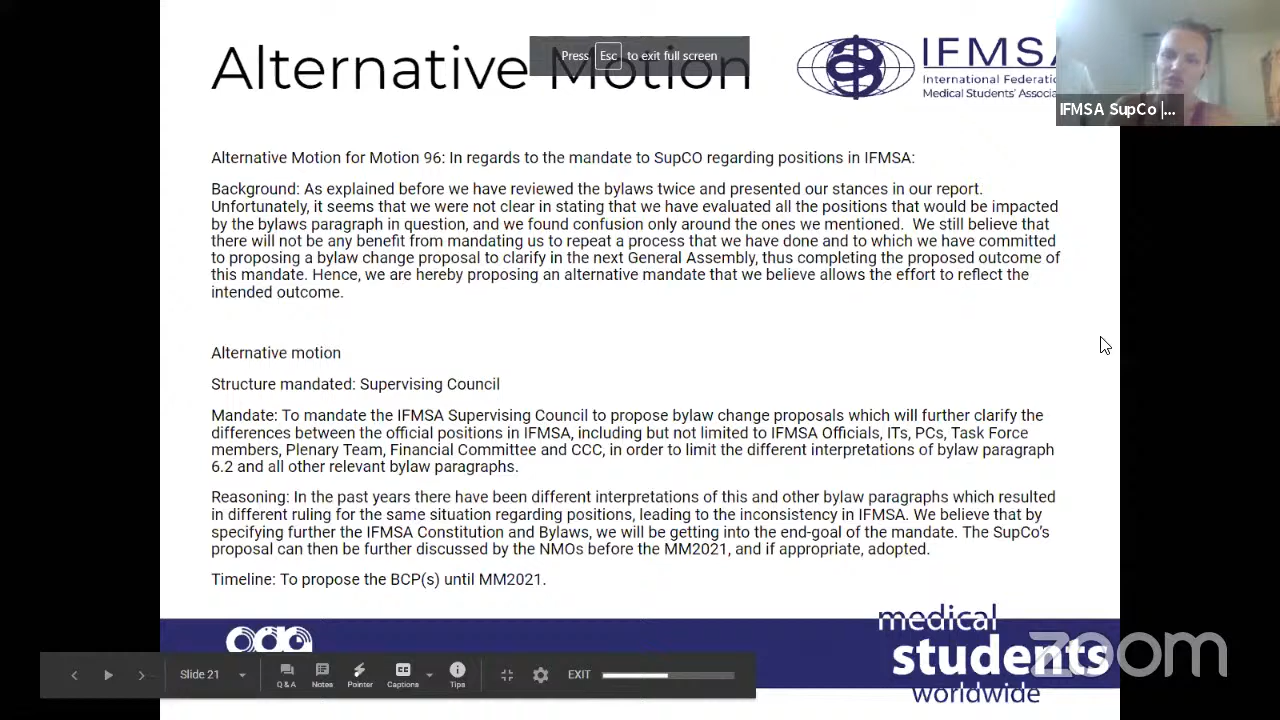 Alternative Motion
Press Esc to exit full screen
IFMSA
International Federatio
Medical Students' Associa
IFMSA SupCo |...
Alternative Motion for Motion 96: In regards to the mandate to SupCO regarding positions in IFMSA:
Background: As explained before we have reviewed the bylaws twice and presented our stances in our report.
Unfortunately, it seems that we were not clear in stating that we have evaluated all the positions that would be impacted
by the bylaws paragraph in question, and we found confusion only around the ones we mentioned. We still believe that
there will not be any benefit from mandating us to repeat a process that we have done and to which we have committed
to proposing a bylaw change proposal to clarify in the next General Assembly, thus completing the proposed outcome of
this mandate. Hence, we are hereby proposing an alternative mandate that we believe allows the effort to reflect the
intended outcome.
Alternative motion
Structure mandated: Supervising Council
Mandate: To mandate the IFMSA Supervising Council to propose bylaw change proposals which will further clarify the
differences between the official positions in IFMSA, including but not limited to IFMSA Officials, ITs, PCs, Task Force
members, Plenary Team, Financial Committee and CCC, in order to limit the different interpretations of bylaw paragraph
6.2 and all other relevant bylaw paragraphs.
Reasoning: In the past years there have been different interpretations of this and other bylaw paragraphs which resulted
in different ruling for the same situation regarding positions, leading to the inconsistency in IFMSA. We believe that by
specifying further the IFMSA Constitution and Bylaws, we will be getting into the end-goal of the mandate. The SupCo's
proposal can then be further discussed by the NMOs before the MM2021, and if appropriate, adopted.
Timeline: To propose the BCP(s) until MM2021.
medical
students
worldwide
zoom
Slide 21
Q & A
Notes
Pointer
Captions
Tips
EXIT